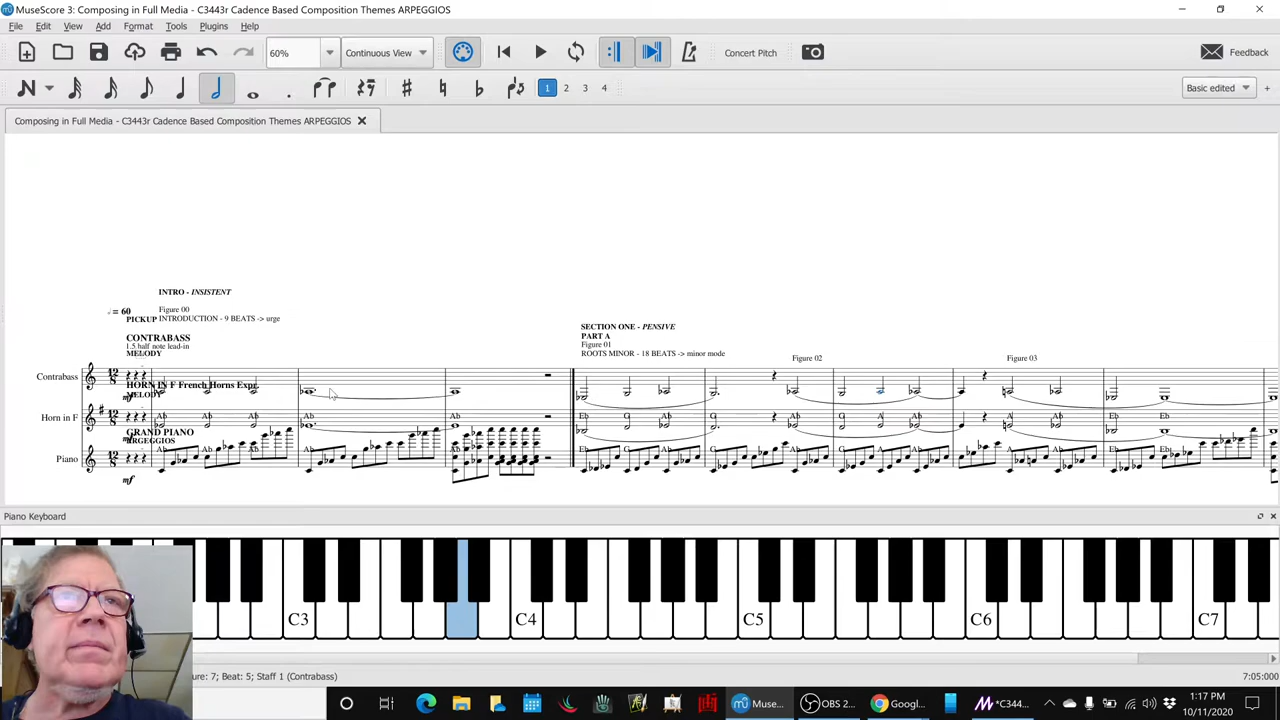 MuseScore 3: Composing in Full Media - C3443r Cadence Based Composition Themes ARPEGGIOS
File Edit View Add Format Tools Plugins Help
60% Continuous View Concert Pitch Feedback
1 2 3 4 Basic edited +
Composing in Full Media - C3443r Cadence Based Composition Themes ARPEGGIOS
INTRO - INSISTENT
Figure 00
= 60
PICKUP INTRODUCTION - 9 BEATS -> urge
CONTRABASS
1.5 half note lead-in
MELODY
SECTION ONE - PENSIVE
PART A
Figure 01
ROOTS MINOR - 18 BEATS -> minor mode
Figure 02
Figure 03
Contrabass
HORN IN F French Horns Expr.
MELODY
Horn in F
GRAND PIANO
ARPEGGIOS
Piano
mf
Piano Keyboard
C3 C4 C5 C6 C7
ure: 7; Beat: 5; Staff 1 (Contrabass)
7:05:000
Muse... OBS 2... Googl... *C344...
1:17 PM
10/11/2020